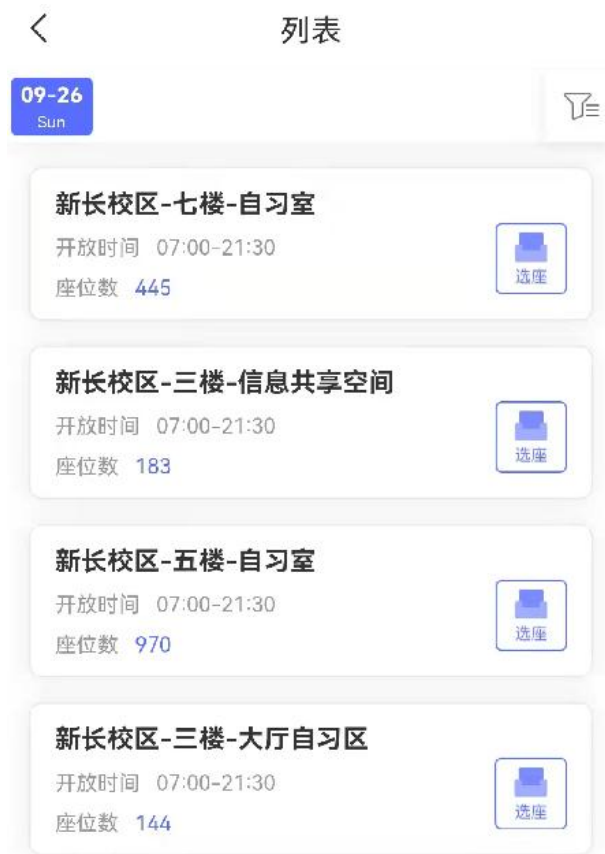 列表
09-26
Sun
新长校区-七楼-自习室
开放时间 07:00-21:30
座位数 445
选座
新长校区-三楼-信息共享空间
开放时间 07:00-21:30
座位数 183
选座
新长校区-五楼-自习室
开放时间 07:00-21:30
座位数 970
选座
新长校区-三楼-大厅自习区
开放时间 07:00-21:30
座位数 144
选座